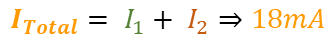 I_Total = I_1 + I_2 ⇒ 18mA